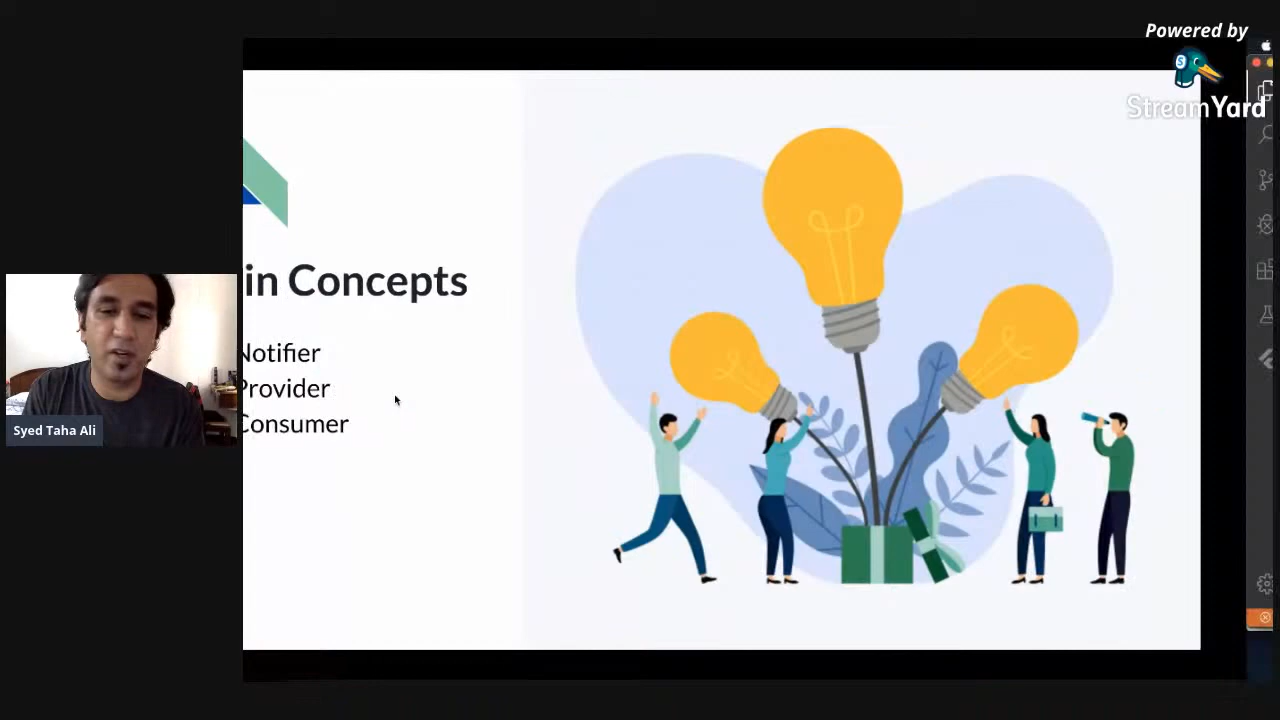 Powered by
StreamYard
in Concepts
Notifier
Provider
Consumer
Syed Taha Ali